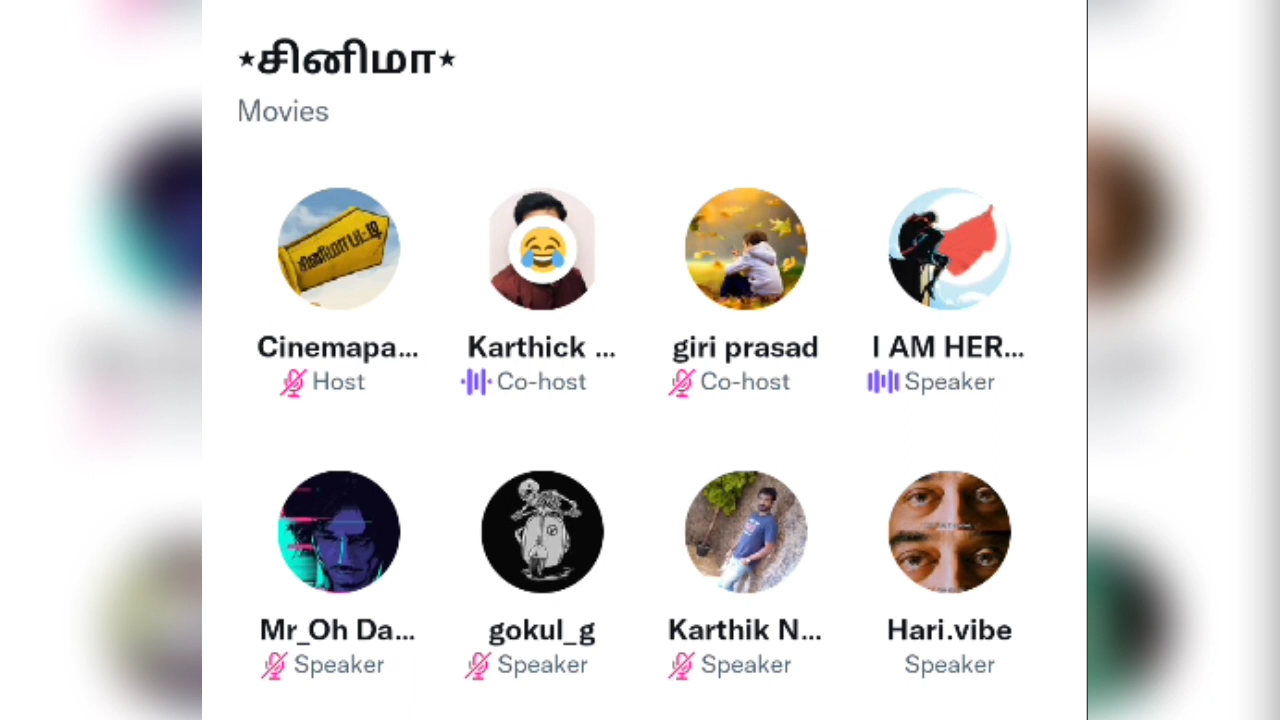 ⋆சினிமா⋆
Movies
சினிமாபட்டி
Cinemapa... Karthick ... giri prasad I AM HER...
Host Co-host Co-host Speaker
Mr_Oh Da... gokul_g Karthik N... Hari.vibe
Speaker Speaker Speaker Speaker